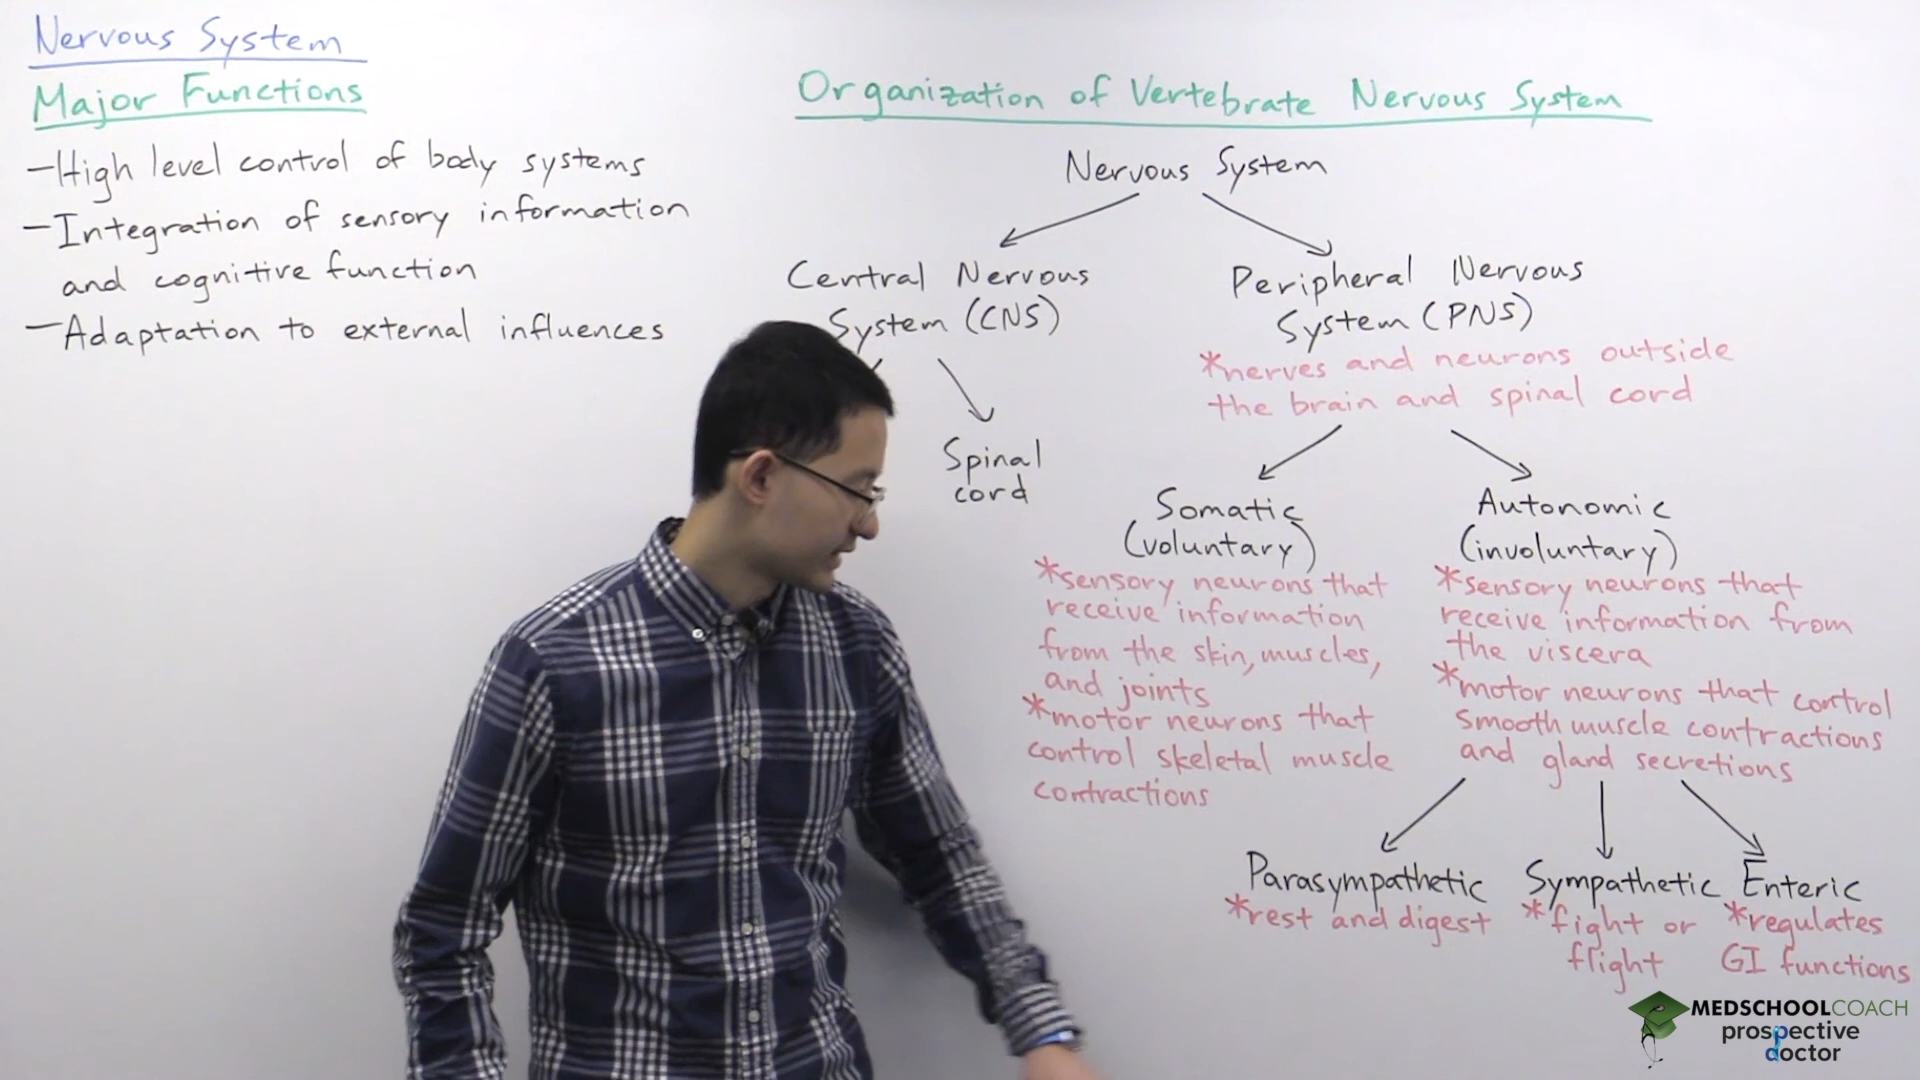 Nervous System
Major Functions
-High level control of body systems
-Integration of sensory information
and cognitive function
-Adaptation to external influences
Organization of Vertebrate Nervous System
Nervous System
Central Nervous
System (CNS)
Spinal
cord
Peripheral Nervous
System (PNS)
*nerves and neurons outside
the brain and spinal cord
Somatic
(voluntary)
*sensory neurons that
receive information
from the skin, muscles,
and joints
*motor neurons that
control skeletal muscle
contractions
Autonomic
(involuntary)
*sensory neurons that
receive information from
the viscera
*motor neurons that control
smooth muscle contractions
and gland secretions
Parasympathetic
*rest and digest
Sympathetic
*fight or
flight
Enteric
*regulates
GI functions
MEDSCHOOLCOACH
prospective
doctor